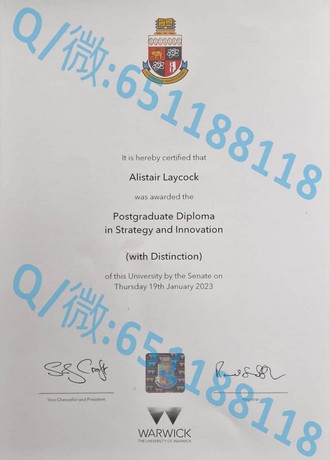 Q/微:651188118
It is hereby certified that
Alistair Laycock
was awarded the
Postgraduate Diploma
in Strategy and Innovation
(with Distinction)
of this University by the Senate on
Thursday 19th January 2023
Q/微:651188118
Vice-Chancellor and President
Registrar
WARWICK
THE UNIVERSITY OF WARWICK